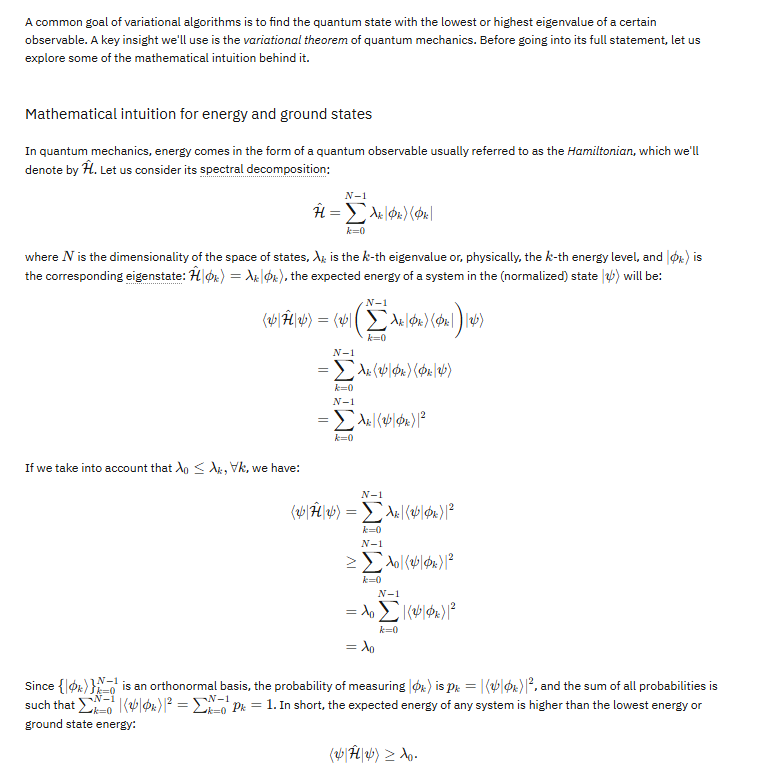 A common goal of variational algorithms is to find the quantum state with the lowest or highest eigenvalue of a certain
observable. A key insight we'll use is the variational theorem of quantum mechanics. Before going into its full statement, let us
explore some of the mathematical intuition behind it.
Mathematical intuition for energy and ground states
In quantum mechanics, energy comes in the form of a quantum observable usually referred to as the Hamiltonian, which we'll
denote by $\hat{\mathcal{H}}$. Let us consider its spectral decomposition:
$\hat{\mathcal{H}} = \sum_{k=0}^{N-1} \lambda_k |\phi_k\rangle\langle\phi_k|$
where $N$ is the dimensionality of the space of states, $\lambda_k$ is the $k$-th eigenvalue or, physically, the $k$-th energy level, and $|\phi_k\rangle$ is
the corresponding eigenstate: $\hat{\mathcal{H}}|\phi_k\rangle = \lambda_k|\phi_k\rangle$, the expected energy of a system in the (normalized) state $|\psi\rangle$ will be:
$\langle\psi|\hat{\mathcal{H}}|\psi\rangle = \langle\psi|\left(\sum_{k=0}^{N-1} \lambda_k |\phi_k\rangle\langle\phi_k|\right)|\psi\rangle$
$= \sum_{k=0}^{N-1} \lambda_k \langle\psi|\phi_k\rangle\langle\phi_k|\psi\rangle$
$= \sum_{k=0}^{N-1} \lambda_k |\langle\psi|\phi_k\rangle|^2$
If we take into account that $\lambda_0 \leq \lambda_k, \forall k$, we have:
$\langle\psi|\hat{\mathcal{H}}|\psi\rangle = \sum_{k=0}^{N-1} \lambda_k |\langle\psi|\phi_k\rangle|^2$
$\geq \sum_{k=0}^{N-1} \lambda_0 |\langle\psi|\phi_k\rangle|^2$
$= \lambda_0 \sum_{k=0}^{N-1} |\langle\psi|\phi_k\rangle|^2$
$= \lambda_0$
Since $\{|\phi_k\rangle\}_{k=0}^{N-1}$ is an orthonormal basis, the probability of measuring $|\phi_k\rangle$ is $p_k = |\langle\psi|\phi_k\rangle|^2$, and the sum of all probabilities is
such that $\sum_{k=0}^{N-1} |\langle\psi|\phi_k\rangle|^2 = \sum_{k=0}^{N-1} p_k = 1$. In short, the expected energy of any system is higher than the lowest energy or
ground state energy:
$\langle\psi|\hat{\mathcal{H}}|\psi\rangle \geq \lambda_0.$